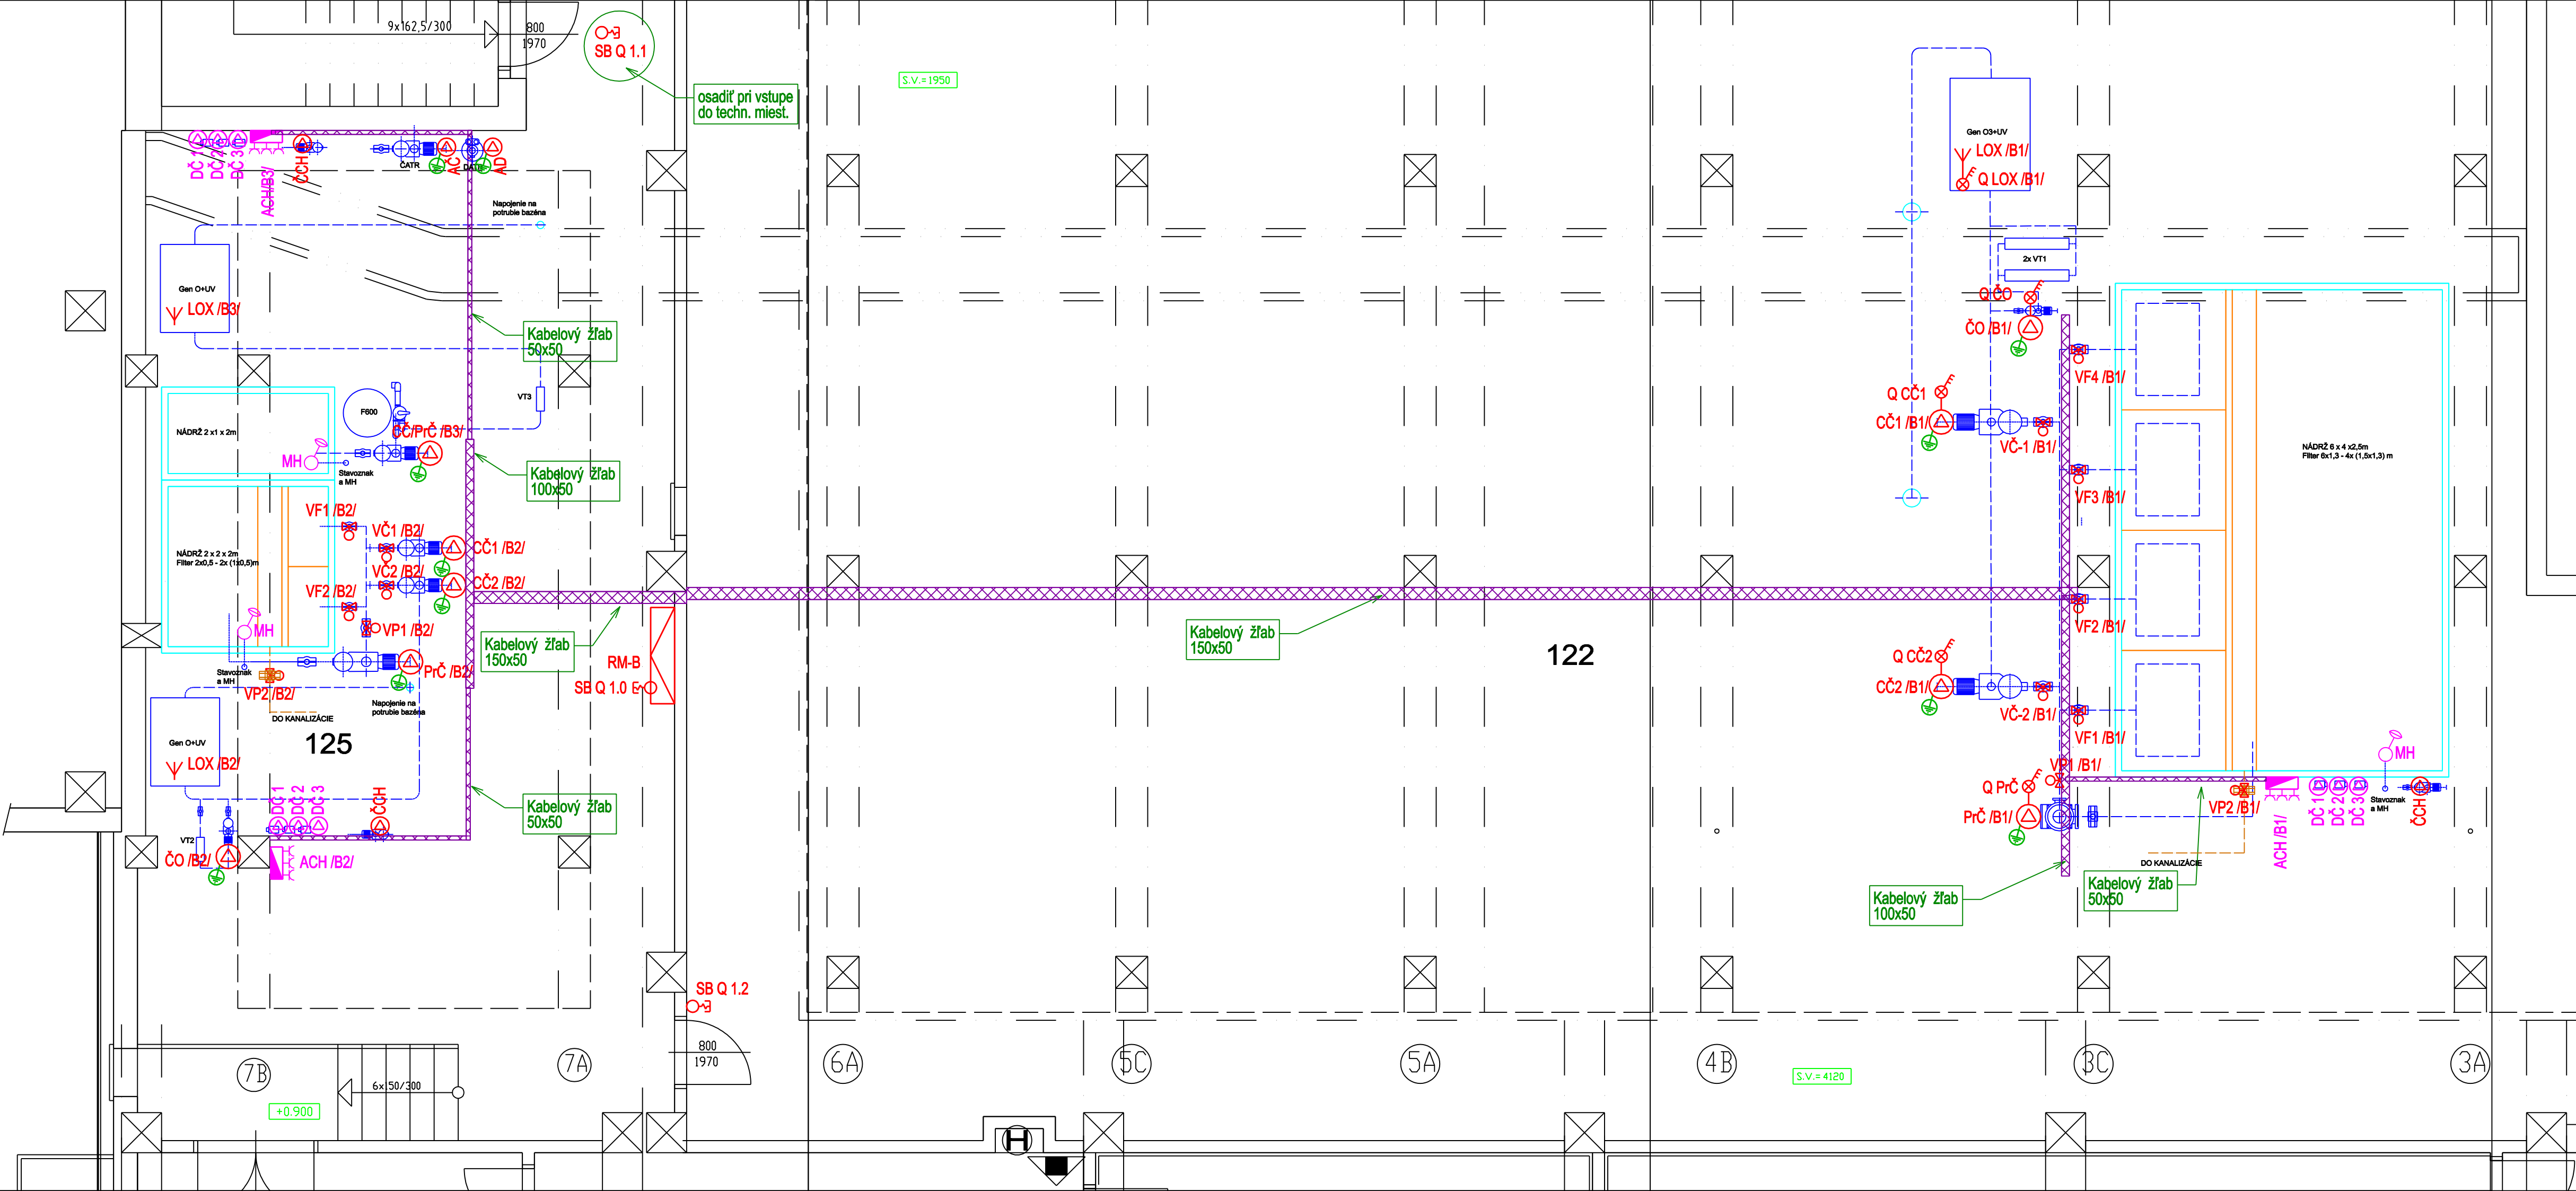 9x162,5/300
800
1970
SB Q 1.1
osadiť pri vstupe
do techn. miest.
S.V.=1950
DČ 1
DČ 2
DČ 3
ACH/B3/
ČCH
ČATR
AČ
DATR
AD
Napojenie na
potrubie bazéna
Gen O+UV
LOX /B3/
Kabelový žľab
50x50
VT3
F600
NÁDRŽ 2 x1 x 2m
CČ/PrČ /B3/
MH
Stavoznak
a MH
Kabelový žľab
100x50
VF1 /B2/
VČ1 /B2/
CČ1 /B2/
NÁDRŽ 2 x 2 x 2m
Filter 2x0,5 - 2x (1x0,5)m
VČ2 /B2/
CČ2 /B2/
VF2 /B2/
MH
VP1 /B2/
Stavoznak
a MH
PrČ /B2/
VP2 /B2/
Napojenie na
potrubie bazéna
DO KANALIZÁCIE
125
Gen O+UV
LOX /B2/
DČ 1
DČ 2
DČ 3
ČCH
VT2
ČO /B2/
ACH /B2/
Kabelový žľab
50x50
Kabelový žľab
150x50
RM-B
SB Q 1.0
Kabelový žľab
150x50
122
SB Q 1.2
800
1970
Gen O3+UV
LOX /B1/
Q LOX /B1/
2x VT1
Q ČO
ČO /B1/
VF4 /B1/
Q CČ1
CČ1 /B1/
VČ-1 /B1/
VF3 /B1/
NÁDRŽ 6 x 4 x2,5m
Filter 6x1,3 - 4x (1,5x1,3) m
VF2 /B1/
Q CČ2
CČ2 /B1/
VČ-2 /B1/
VF1 /B1/
MH
VP1 /B1/
Q PrČ
PrČ /B1/
VP2 /B1/
ACH /B1/
DČ 1
DČ 2
DČ 3
Stavoznak
a MH
ČCH
DO KANALIZÁCIE
Kabelový žľab
100x50
Kabelový žľab
50x50
7B
7A
6A
5C
5A
4B
3C
3A
6x150/300
+0.900
S.V.= 4120
H